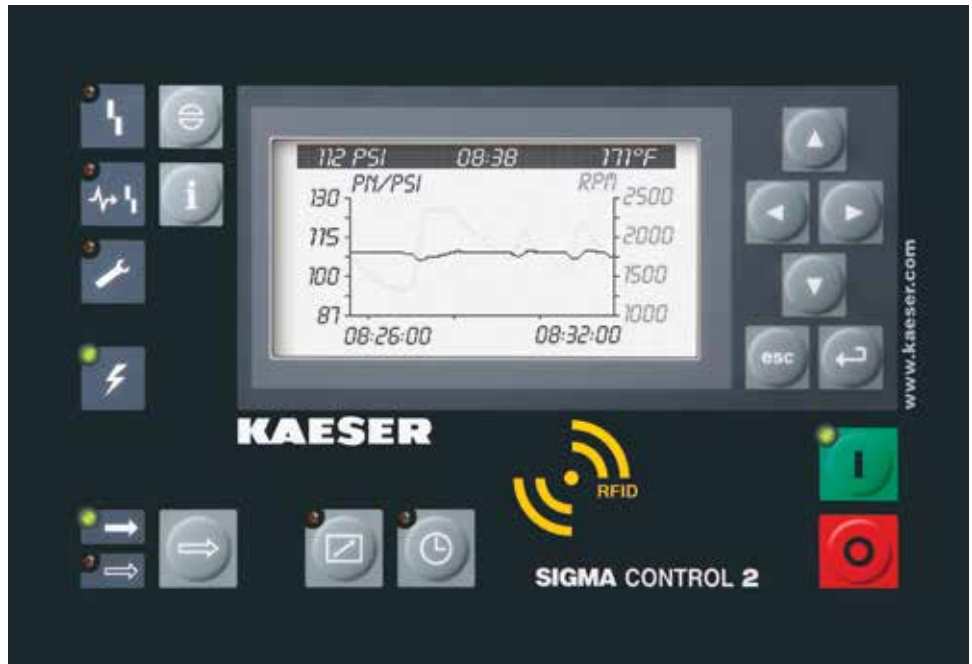 112 PSI 08:38 171°F
PN/PSI RPM
130 2500
115 2000
100 1500
87 1000
08:26:00 08:32:00
i
esc
www.kaeser.com
KAESER
RFID
I
O
SIGMA CONTROL 2